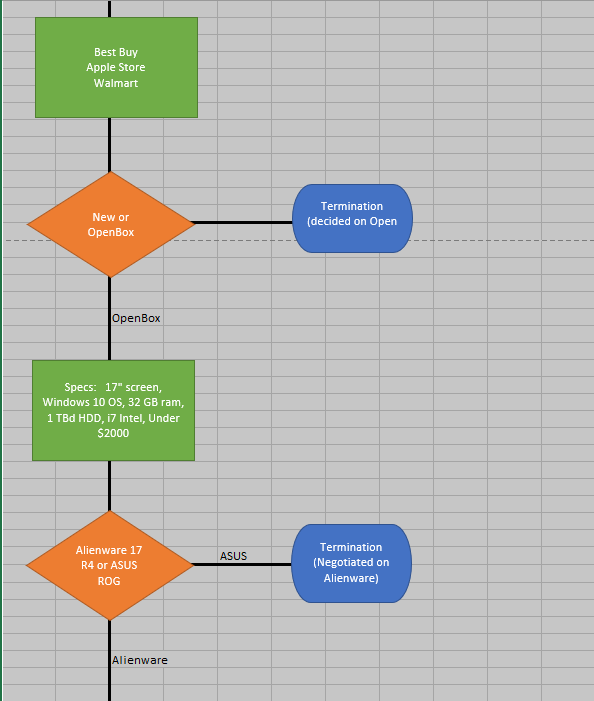 Best Buy
Apple Store
Walmart
New or
OpenBox
Termination
(decided on Open
OpenBox
Specs: 17" screen,
Windows 10 OS, 32 GB ram,
1 TBd HDD, i7 Intel, Under
$2000
Alienware 17
R4 or ASUS
ROG
ASUS
Termination
(Negotiated on
Alienware)
Alienware